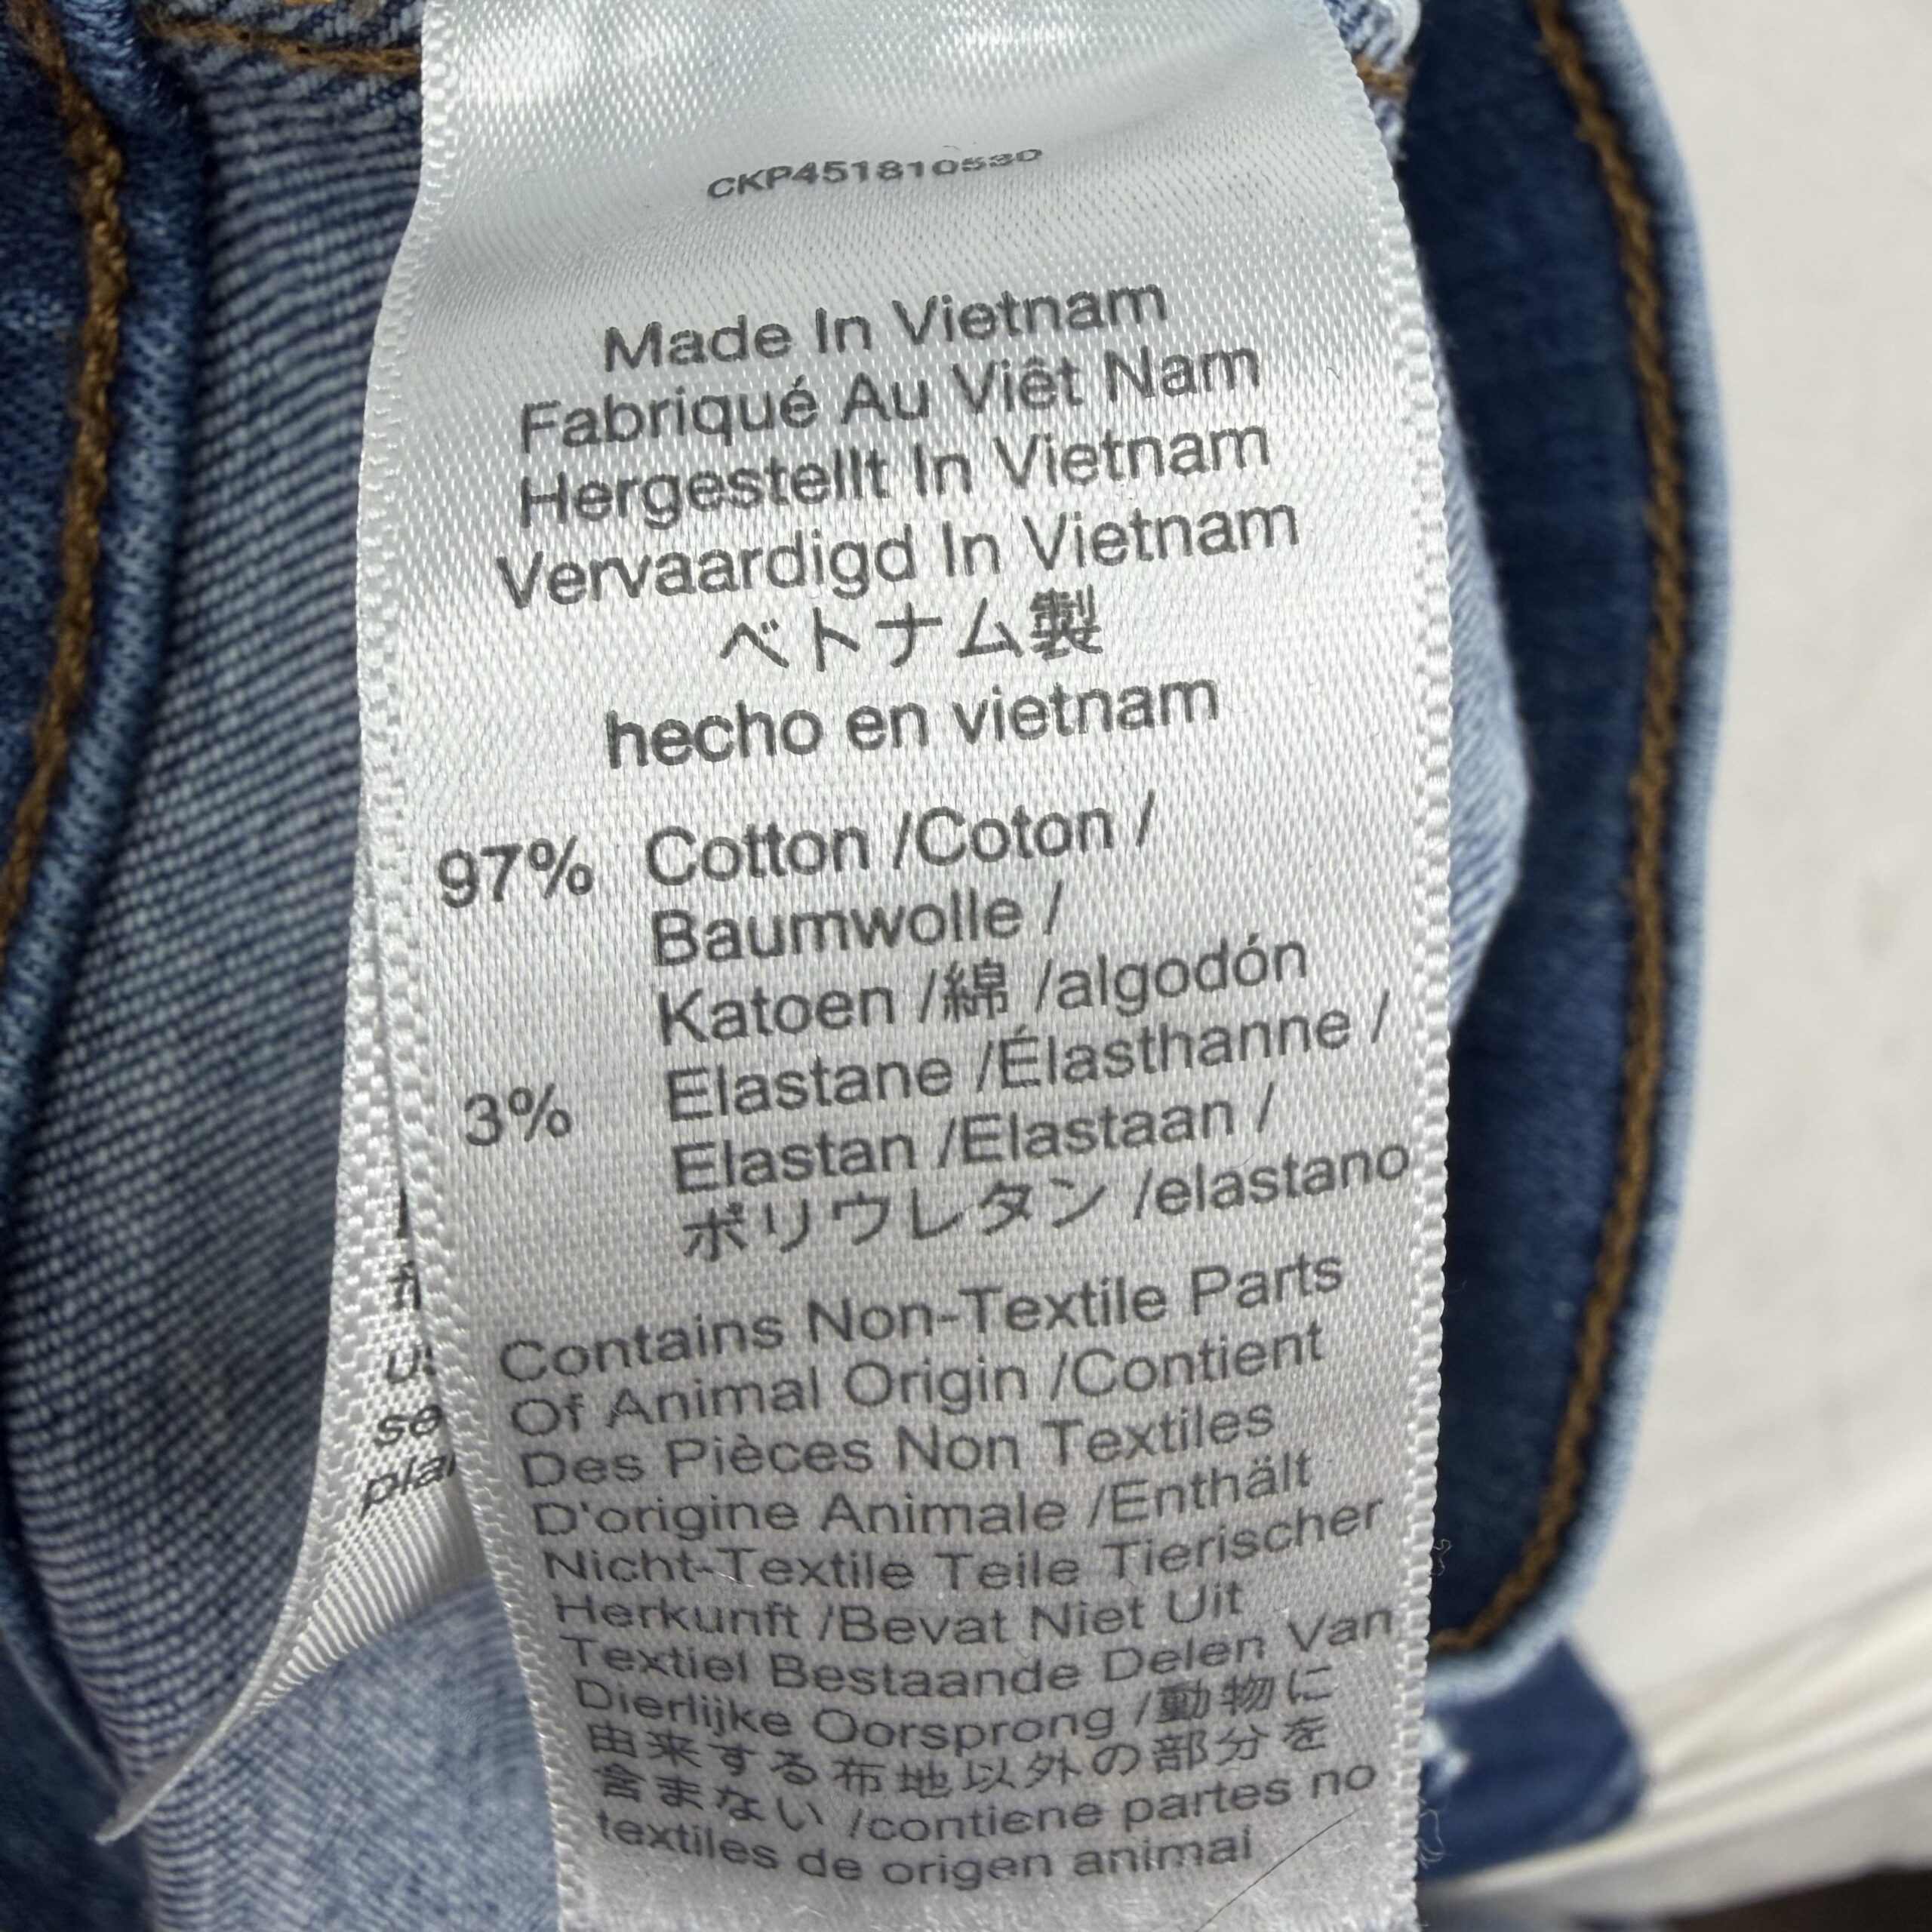 CKP451810530
Made In Vietnam
Fabriqué Au Viêt Nam
Hergestellt In Vietnam
Vervaardigd In Vietnam
ベトナム製
hecho en vietnam
97% Cotton /Coton /
Baumwolle /
Katoen /綿 /algodón
3% Elastane /Élasthanne /
Elastan /Elastaan /
ポリウレタン /elastano
Contains Non-Textile Parts
Of Animal Origin /Contient
Des Pièces Non Textiles
D'origine Animale /Enthält
Nicht-Textile Teile Tierischer
Herkunft /Bevat Niet Uit
Textiel Bestaande Delen Van
Dierlijke Oorsprong /動物に
由来する布地以外の部分を
含まない /contiene partes no
textiles de origen animal